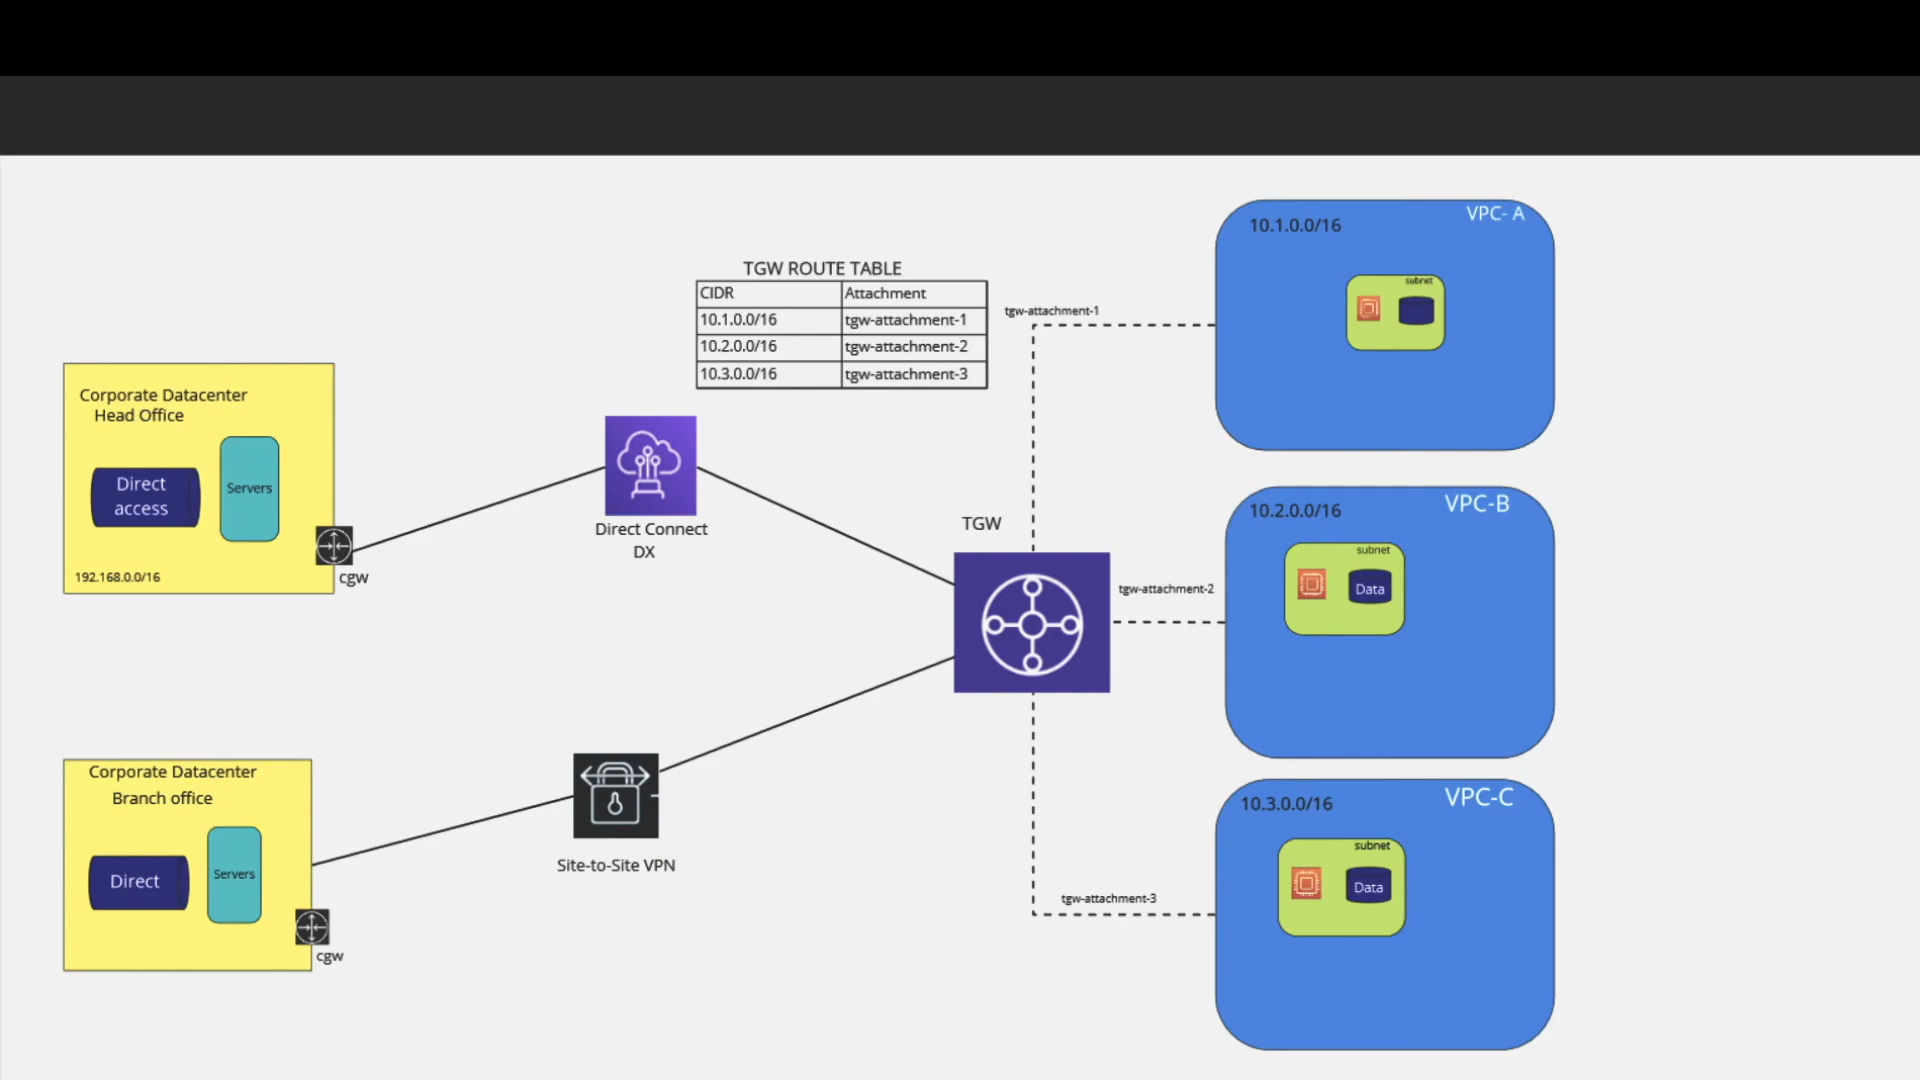 VPC- A
10.1.0.0/16
subnet
TGW ROUTE TABLE
CIDR Attachment
10.1.0.0/16 tgw-attachment-1
10.2.0.0/16 tgw-attachment-2
10.3.0.0/16 tgw-attachment-3
tgw-attachment-1
Corporate Datacenter
Head Office
Direct
access
Servers
192.168.0.0/16
cgw
Direct Connect
DX
TGW
tgw-attachment-2
VPC-B
10.2.0.0/16
subnet
Data
Corporate Datacenter
Branch office
Direct
Servers
cgw
Site-to-Site VPN
tgw-attachment-3
VPC-C
10.3.0.0/16
subnet
Data